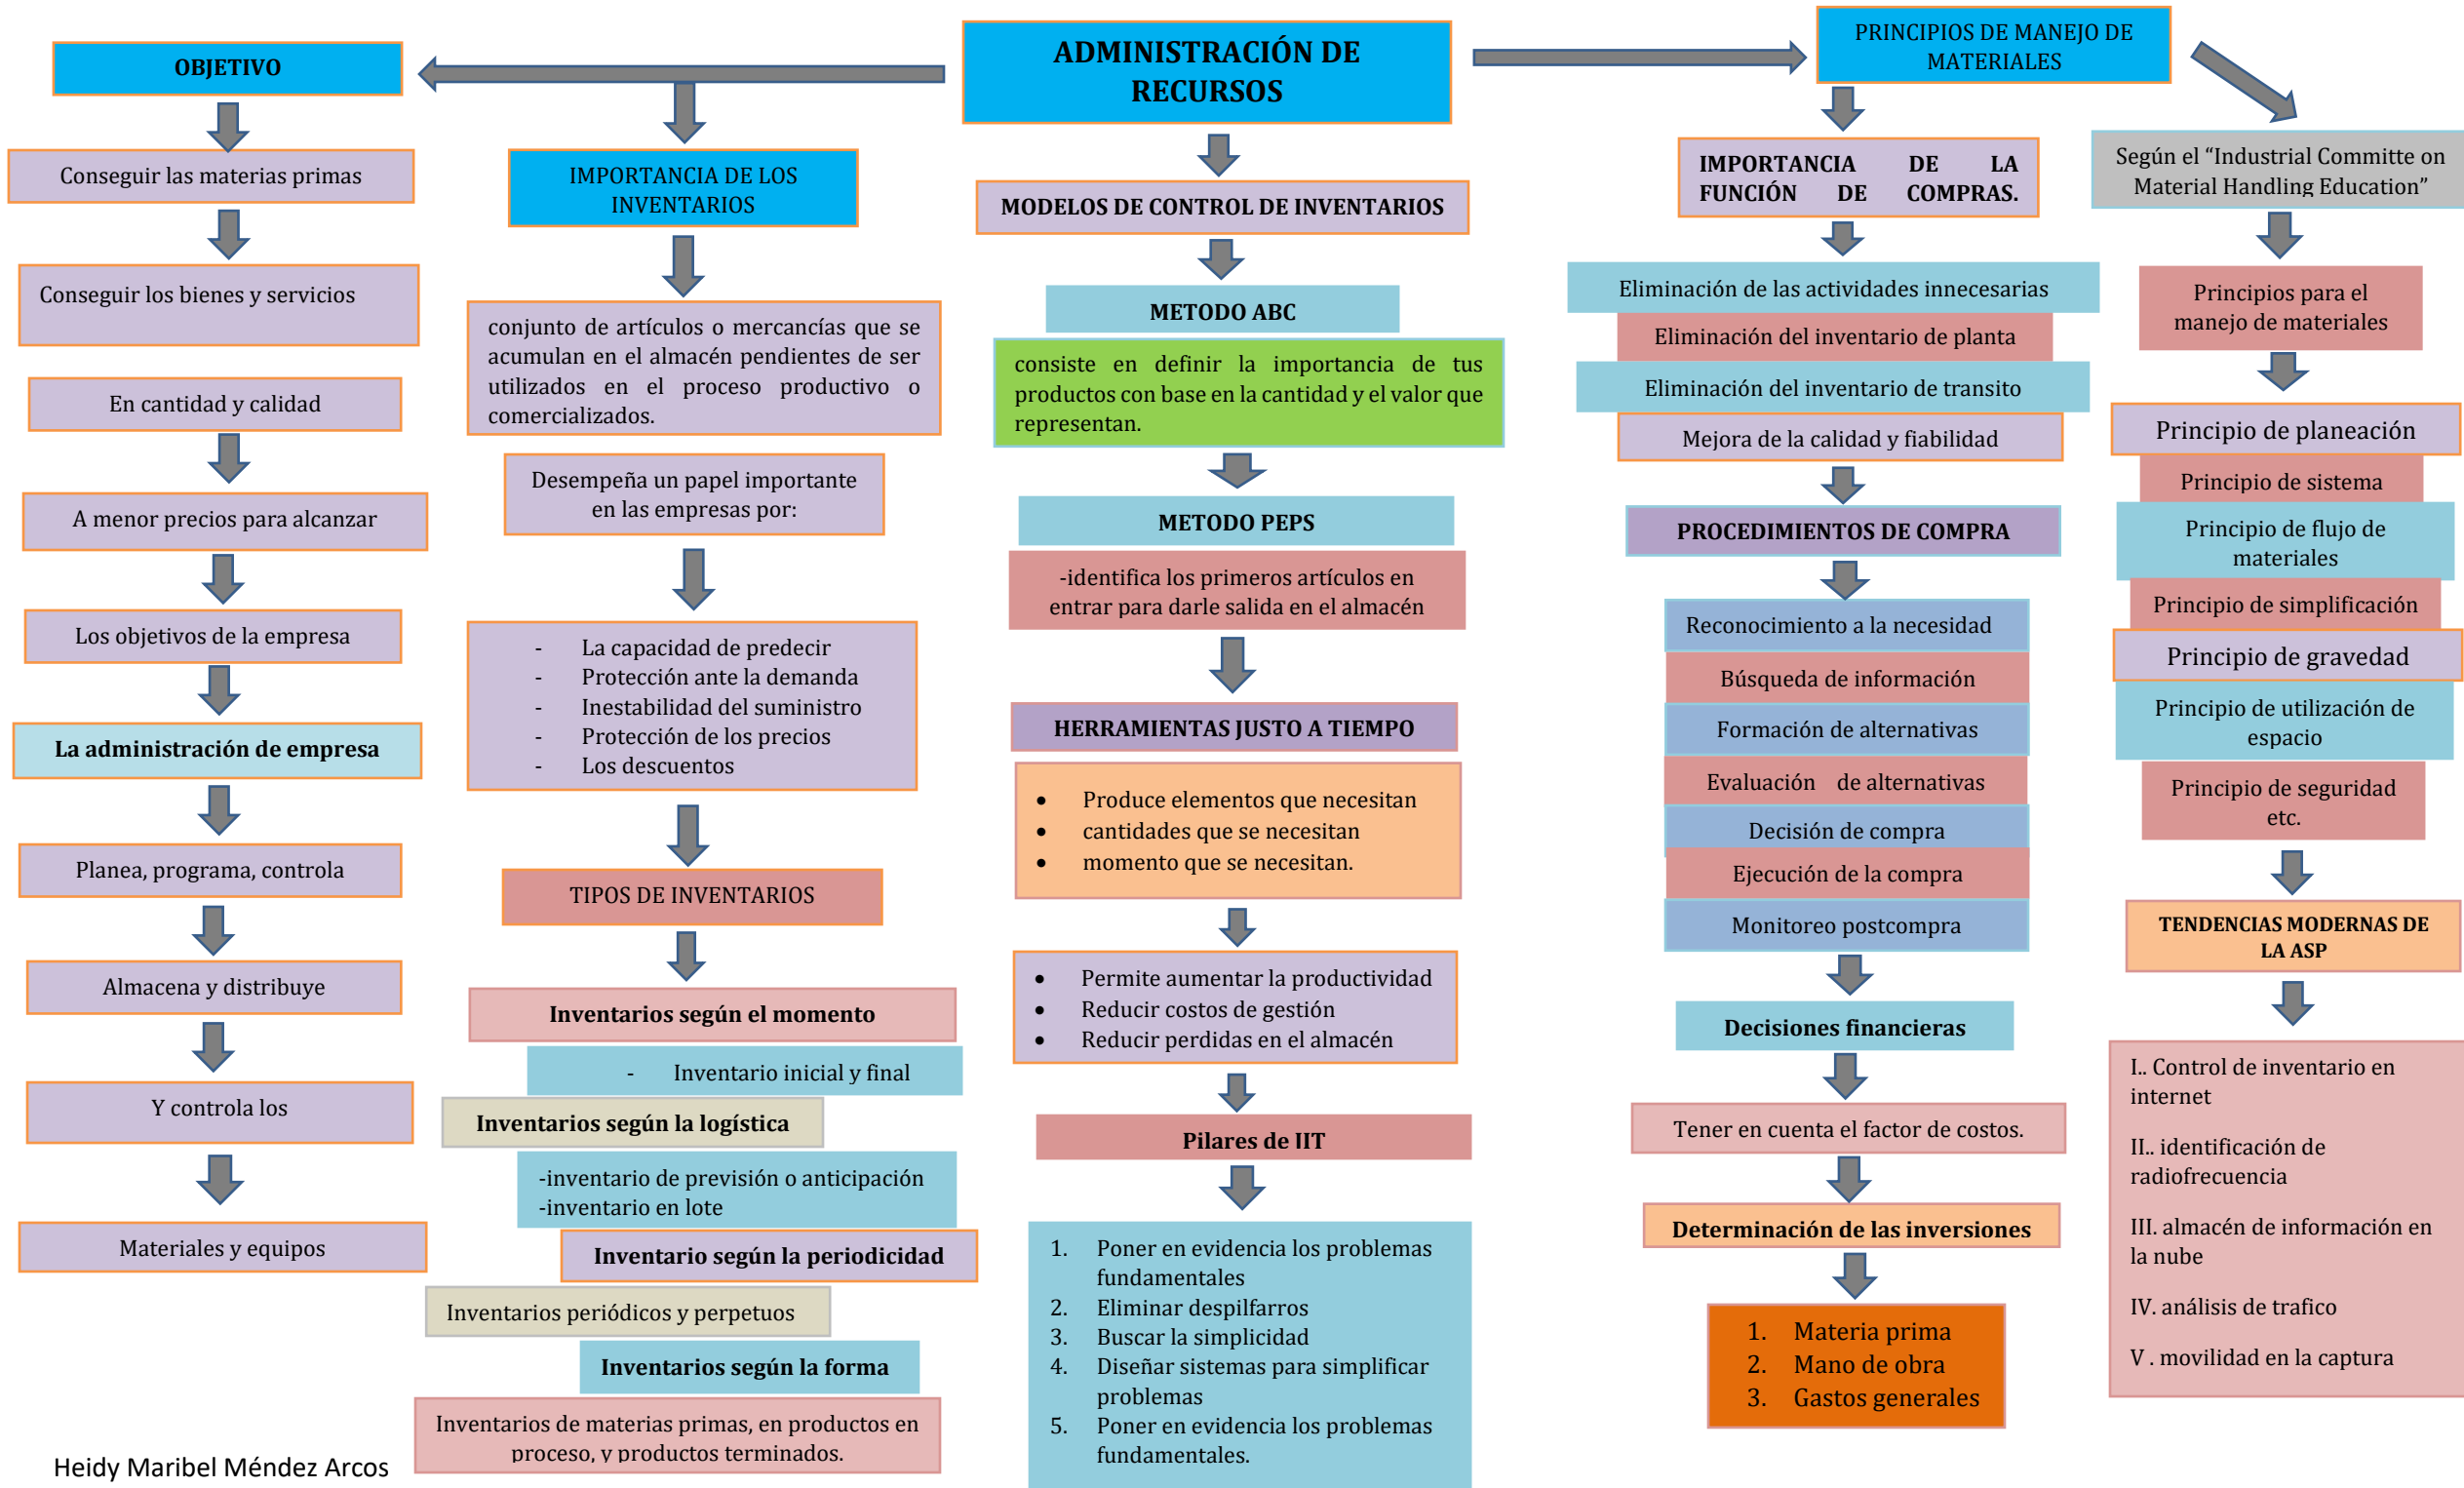 ADMINISTRACIÓN DE
RECURSOS
OBJETIVO
Conseguir las materias primas
Conseguir los bienes y servicios
En cantidad y calidad
A menor precios para alcanzar
Los objetivos de la empresa
La administración de empresa
Planea, programa, controla
Almacena y distribuye
Y controla los
Materiales y equipos
Heidy Maribel Méndez Arcos
IMPORTANCIA DE LOS
INVENTARIOS
conjunto de artículos o mercancías que se
acumulan en el almacén pendientes de ser
utilizados en el proceso productivo o
comercializados.
Desempeña un papel importante
en las empresas por:
- La capacidad de predecir
- Protección ante la demanda
- Inestabilidad del suministro
- Protección de los precios
- Los descuentos
TIPOS DE INVENTARIOS
Inventarios según el momento
- Inventario inicial y final
Inventarios según la logística
-inventario de previsión o anticipación
-inventario en lote
Inventario según la periodicidad
Inventarios periódicos y perpetuos
Inventarios según la forma
Inventarios de materias primas, en productos en
proceso, y productos terminados.
MODELOS DE CONTROL DE INVENTARIOS
METODO ABC
consiste en definir la importancia de tus
productos con base en la cantidad y el valor que
representan.
METODO PEPS
-identifica los primeros artículos en
entrar para darle salida en el almacén
HERRAMIENTAS JUSTO A TIEMPO
• Produce elementos que necesitan
• cantidades que se necesitan
• momento que se necesitan.
• Permite aumentar la productividad
• Reducir costos de gestión
• Reducir perdidas en el almacén
Pilares de JIT
1. Poner en evidencia los problemas
fundamentales
2. Eliminar despilfarros
3. Buscar la simplicidad
4. Diseñar sistemas para simplificar
problemas
5. Poner en evidencia los problemas
fundamentales.
PRINCIPIOS DE MANEJO DE
MATERIALES
IMPORTANCIA DE LA
FUNCIÓN DE COMPRAS.
Eliminación de las actividades innecesarias
Eliminación del inventario de planta
Eliminación del inventario de transito
Mejora de la calidad y fiabilidad
PROCEDIMIENTOS DE COMPRA
Reconocimiento a la necesidad
Búsqueda de información
Formación de alternativas
Evaluación de alternativas
Decisión de compra
Ejecución de la compra
Monitoreo postcompra
Decisiones financieras
Tener en cuenta el factor de costos.
Determinación de las inversiones
1. Materia prima
2. Mano de obra
3. Gastos generales
Según el “Industrial Committe on
Material Handling Education”
Principios para el
manejo de materiales
Principio de planeación
Principio de sistema
Principio de flujo de
materiales
Principio de simplificación
Principio de gravedad
Principio de utilización de
espacio
Principio de seguridad
etc.
TENDENCIAS MODERNAS DE
LA ASP
I.. Control de inventario en
internet
II.. identificación de
radiofrecuencia
III. almacén de información en
la nube
IV. análisis de trafico
V . movilidad en la captura